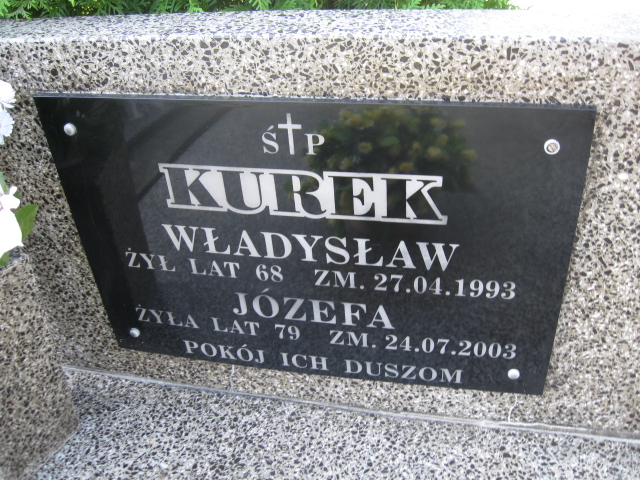 Ś†P
KUREK
WŁADYSŁAW
ŻYŁ LAT 68 ZM. 27.04.1993
JÓZEFA
ŻYŁA LAT 79 ZM. 24.07.2003
POKÓJ ICH DUSZOM